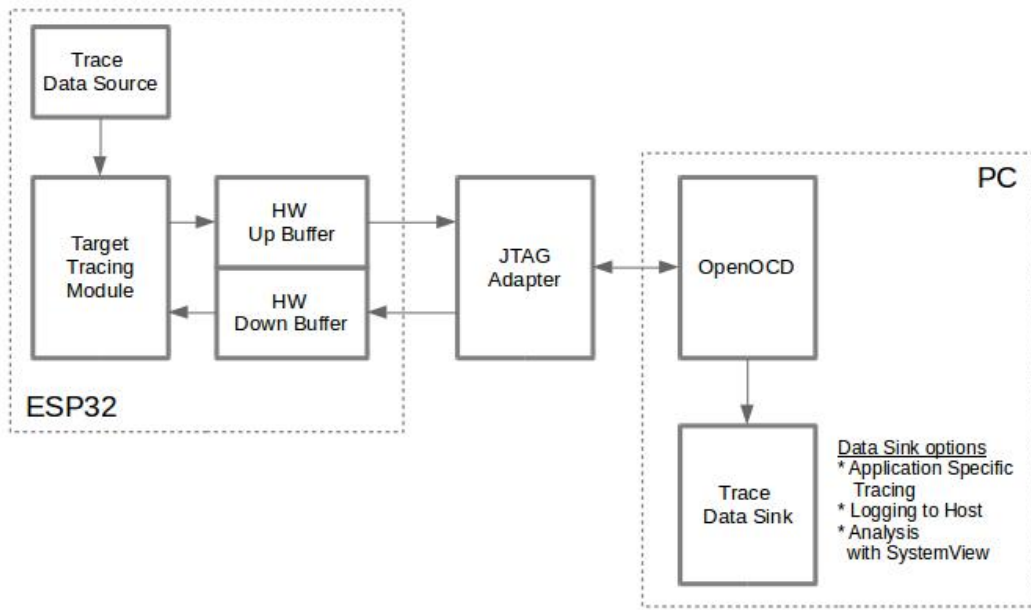 Trace
Data Source
Target
Tracing
Module
HW
Up Buffer
HW
Down Buffer
ESP32
JTAG
Adapter
PC
OpenOCD
Trace
Data Sink
Data Sink options
* Application Specific
Tracing
* Logging to Host
* Analysis
with SystemView